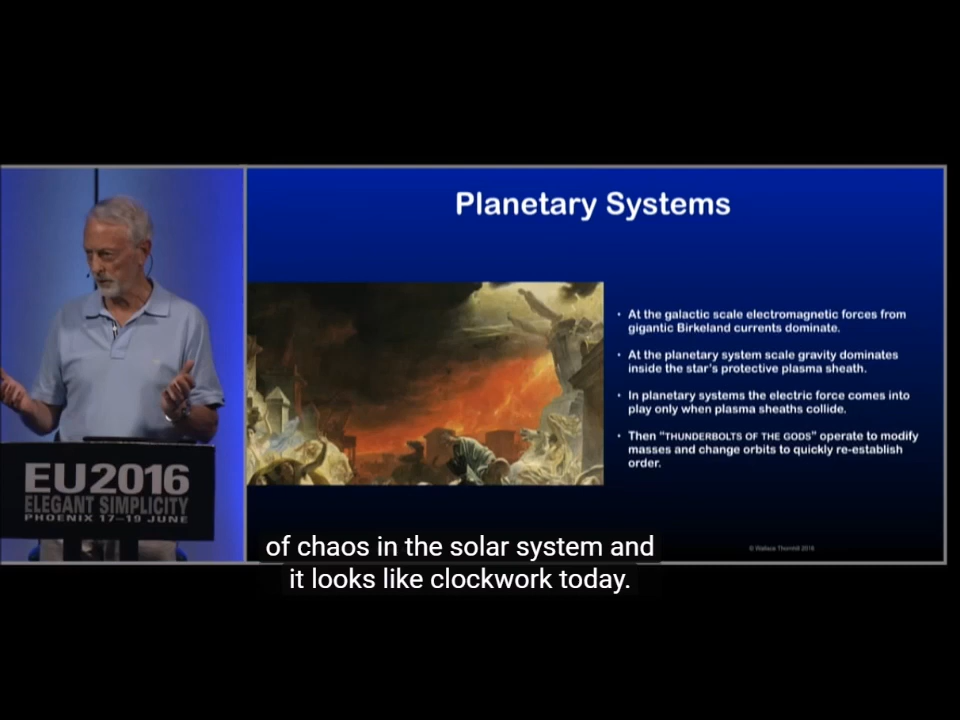 Planetary Systems
• At the galactic scale electromagnetic forces from
gigantic Birkeland currents dominate.
• At the planetary system scale gravity dominates
inside the star's protective plasma sheath.
• In planetary systems the electric force comes into
play only when plasma sheaths collide.
• Then "THUNDERBOLTS OF THE GODS" operate to modify
masses and change orbits to quickly re-establish
order.
EU2016
ELEGANT SIMPLICITY
PHOENIX 17–19 JUNE
© Wallace Thornhill 2016
of chaos in the solar system and
it looks like clockwork today.